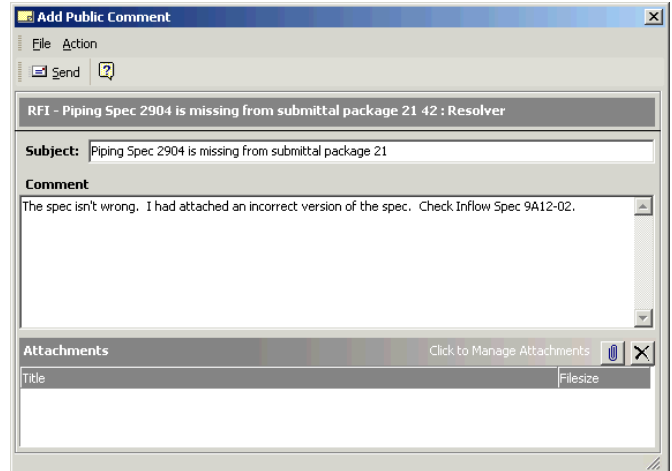 Add Public Comment
File Action
Send
RFI - Piping Spec 2904 is missing from submittal package 21 42 : Resolver
Subject: Piping Spec 2904 is missing from submittal package 21
Comment
The spec isn't wrong. I had attached an incorrect version of the spec. Check Inflow Spec 9A12-02.
Attachments Click to Manage Attachments
Title Filesize